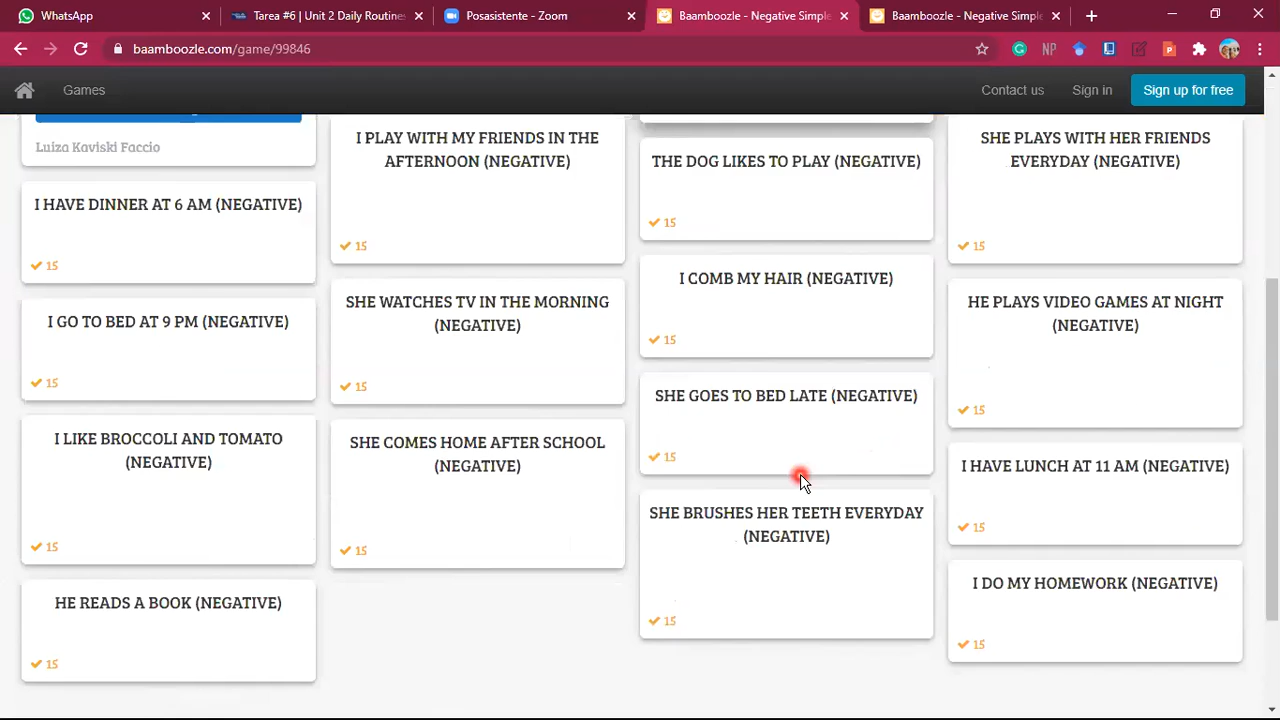 WhatsApp
Tarea #6 | Unit 2 Daily Routines
Posasistente - Zoom
Baamboozle - Negative Simple
Baamboozle - Negative Simple
baamboozle.com/game/99846
NP
Games
Contact us
Sign in
Sign up for free
Luiza Kaviski Faccio
I HAVE DINNER AT 6 AM (NEGATIVE)
15
I GO TO BED AT 9 PM (NEGATIVE)
15
I LIKE BROCCOLI AND TOMATO
(NEGATIVE)
15
HE READS A BOOK (NEGATIVE)
15
I PLAY WITH MY FRIENDS IN THE
AFTERNOON (NEGATIVE)
15
SHE WATCHES TV IN THE MORNING
(NEGATIVE)
15
SHE COMES HOME AFTER SCHOOL
(NEGATIVE)
15
THE DOG LIKES TO PLAY (NEGATIVE)
15
I COMB MY HAIR (NEGATIVE)
15
SHE GOES TO BED LATE (NEGATIVE)
15
SHE BRUSHES HER TEETH EVERYDAY
(NEGATIVE)
15
SHE PLAYS WITH HER FRIENDS
EVERYDAY (NEGATIVE)
15
HE PLAYS VIDEO GAMES AT NIGHT
(NEGATIVE)
15
I HAVE LUNCH AT 11 AM (NEGATIVE)
15
I DO MY HOMEWORK (NEGATIVE)
15